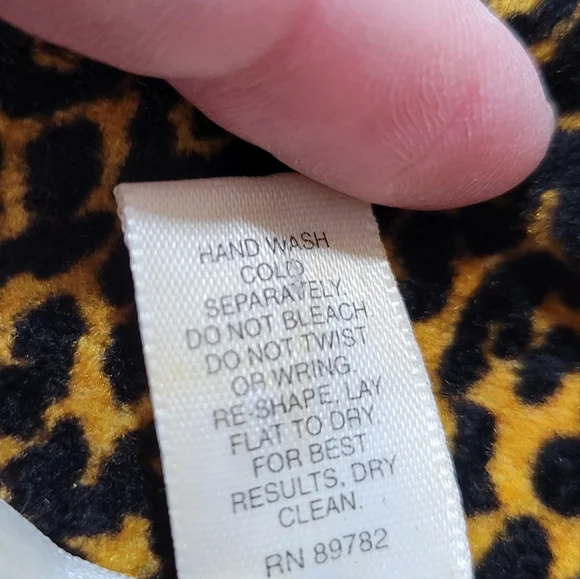 HAND WASH
COLD
SEPARATELY.
DO NOT BLEACH.
DO NOT TWIST
OR WRING.
RE-SHAPE, LAY
FLAT TO DRY.
FOR BEST
RESULTS, DRY
CLEAN.
RN 89782